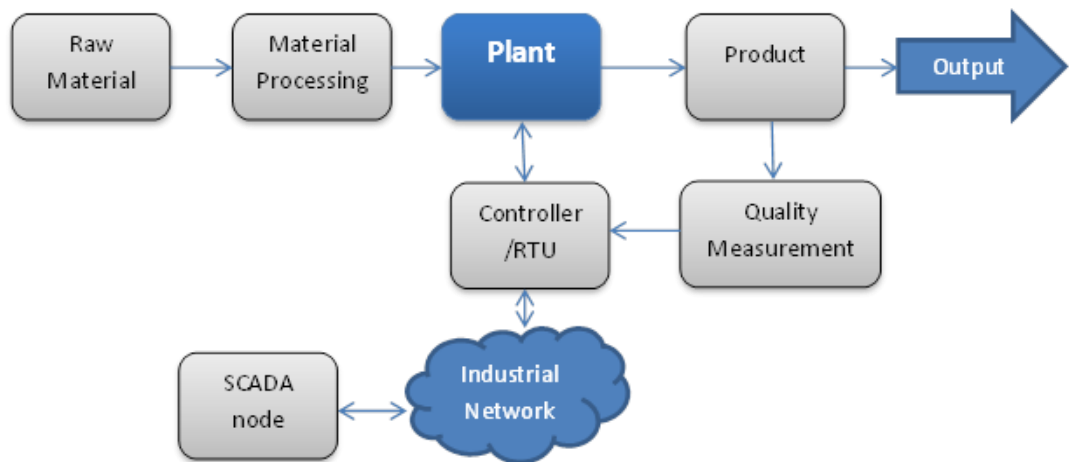 Raw
Material
Material
Processing
Plant
Product
Output
Controller
/RTU
Quality
Measurement
SCADA
node
Industrial
Network